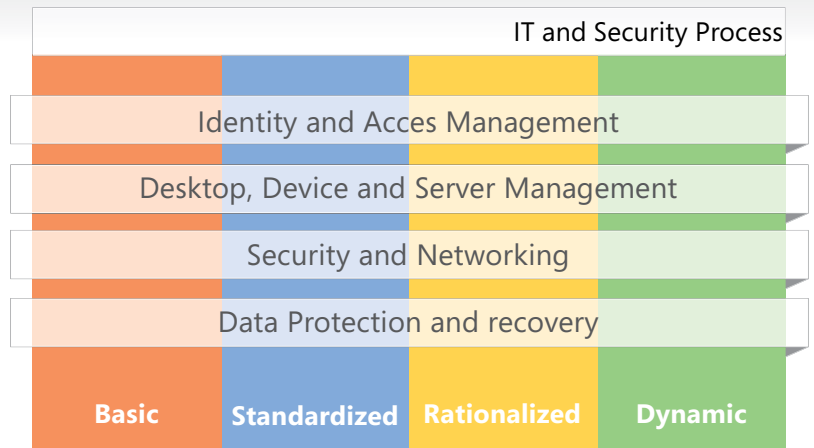 IT and Security Process
Identity and Acces Management
Desktop, Device and Server Management
Security and Networking
Data Protection and recovery
Basic Standardized Rationalized Dynamic